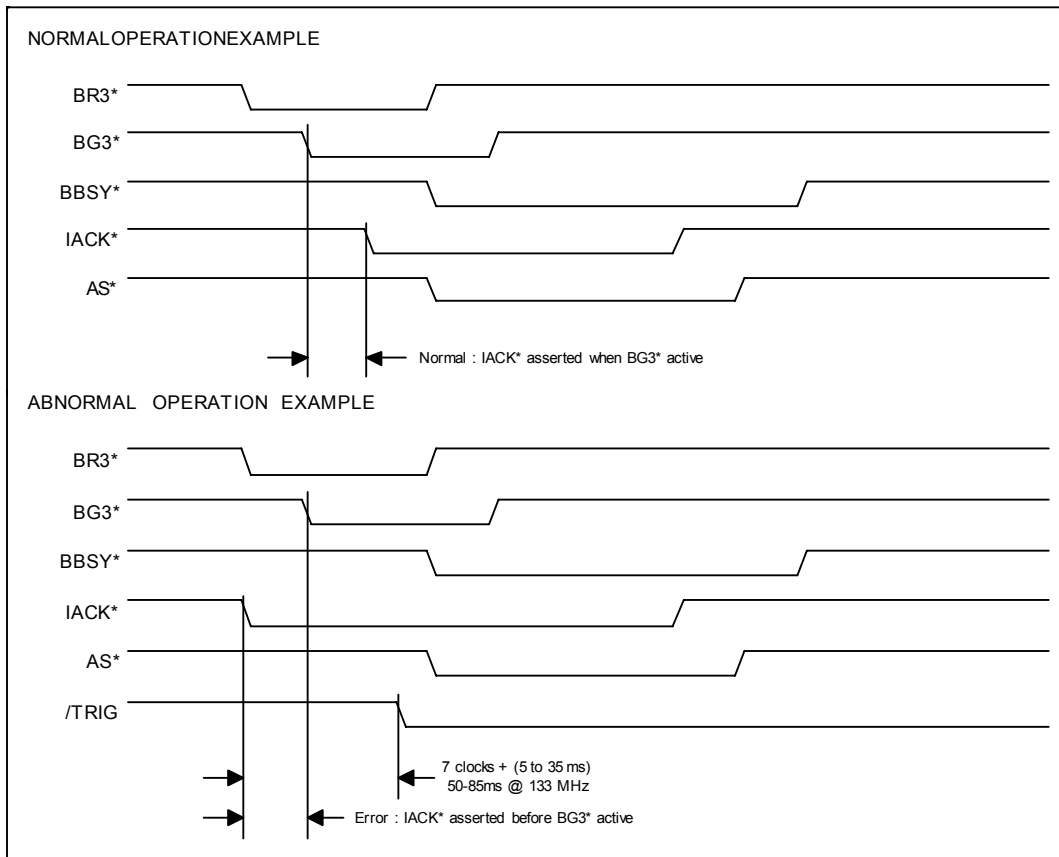 NORMALOPERATIONEXAMPLE
BR3*
BG3*
BBSY*
IACK*
AS*
Normal : IACK* asserted when BG3* active
ABNORMAL OPERATION EXAMPLE
BR3*
BG3*
BBSY*
IACK*
AS*
/TRIG
7 clocks + (5 to 35 ms)
50-85ms @ 133 MHz
Error : IACK* asserted before BG3* active